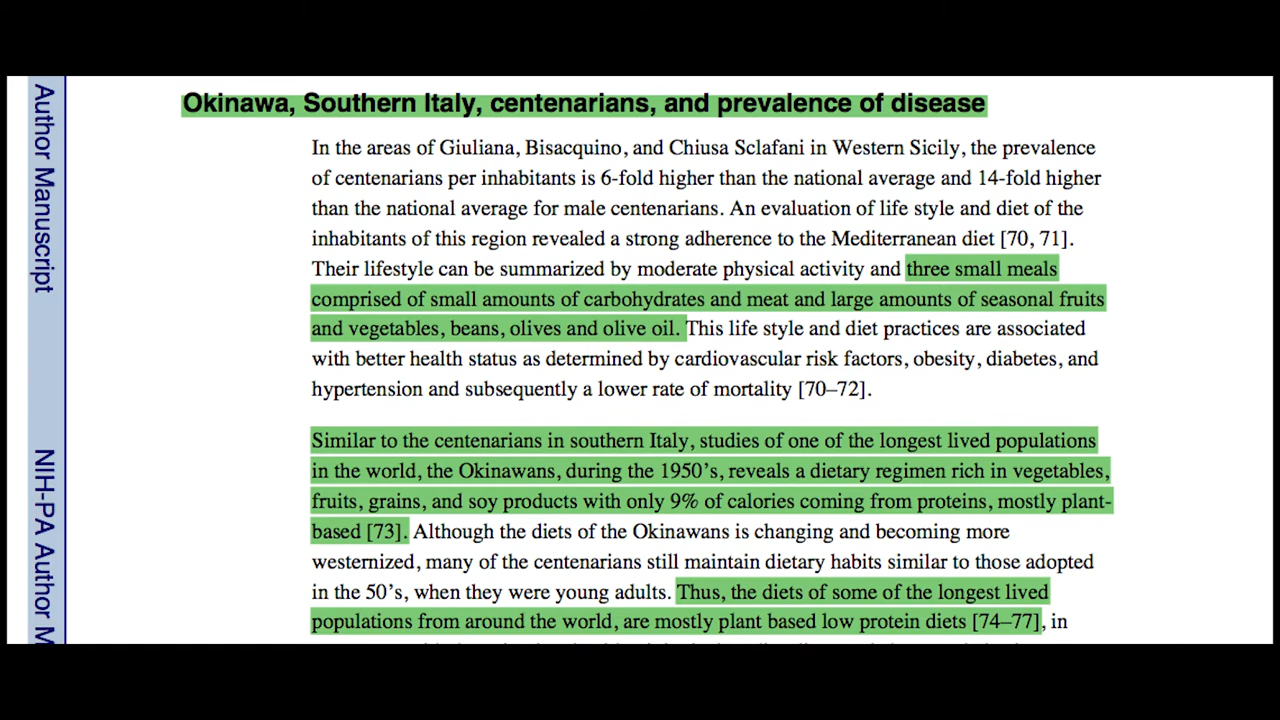 Okinawa, Southern Italy, centenarians, and prevalence of disease
In the areas of Giuliana, Bisacquino, and Chiusa Sclafani in Western Sicily, the prevalence
of centenarians per inhabitants is 6-fold higher than the national average and 14-fold higher
than the national average for male centenarians. An evaluation of life style and diet of the
inhabitants of this region revealed a strong adherence to the Mediterranean diet [70, 71].
Their lifestyle can be summarized by moderate physical activity and three small meals
comprised of small amounts of carbohydrates and meat and large amounts of seasonal fruits
and vegetables, beans, olives and olive oil. This life style and diet practices are associated
with better health status as determined by cardiovascular risk factors, obesity, diabetes, and
hypertension and subsequently a lower rate of mortality [70–72].
Similar to the centenarians in southern Italy, studies of one of the longest lived populations
in the world, the Okinawans, during the 1950's, reveals a dietary regimen rich in vegetables,
fruits, grains, and soy products with only 9% of calories coming from proteins, mostly plant-
based [73]. Although the diets of the Okinawans is changing and becoming more
westernized, many of the centenarians still maintain dietary habits similar to those adopted
in the 50's, when they were young adults. Thus, the diets of some of the longest lived
populations from around the world, are mostly plant based low protein diets [74–77], in
Author Manuscript
NIH-PA Author M